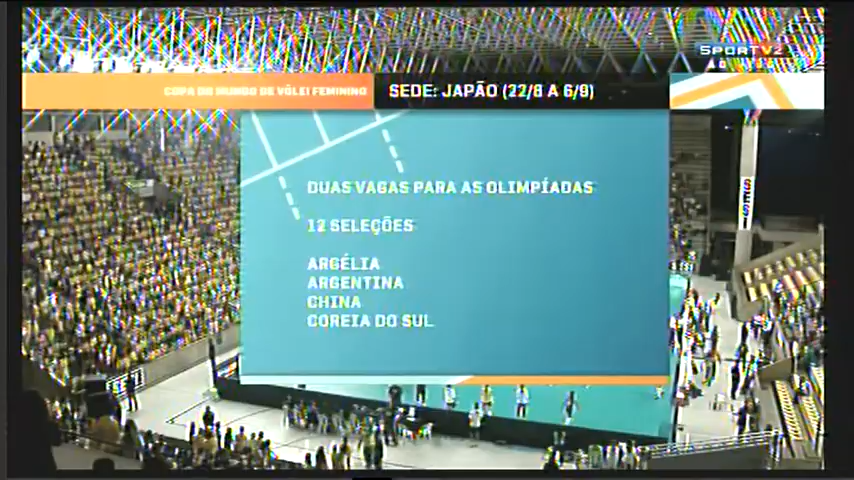 SPORTV2
COPA DO MUNDO DE VÔLEI FEMININO
SEDE: JAPÃO (22/8 A 6/9)
DUAS VAGAS PARA AS OLIMPÍADAS
12 SELEÇÕES
ARGÉLIA
ARGENTINA
CHINA
COREIA DO SUL
SESI